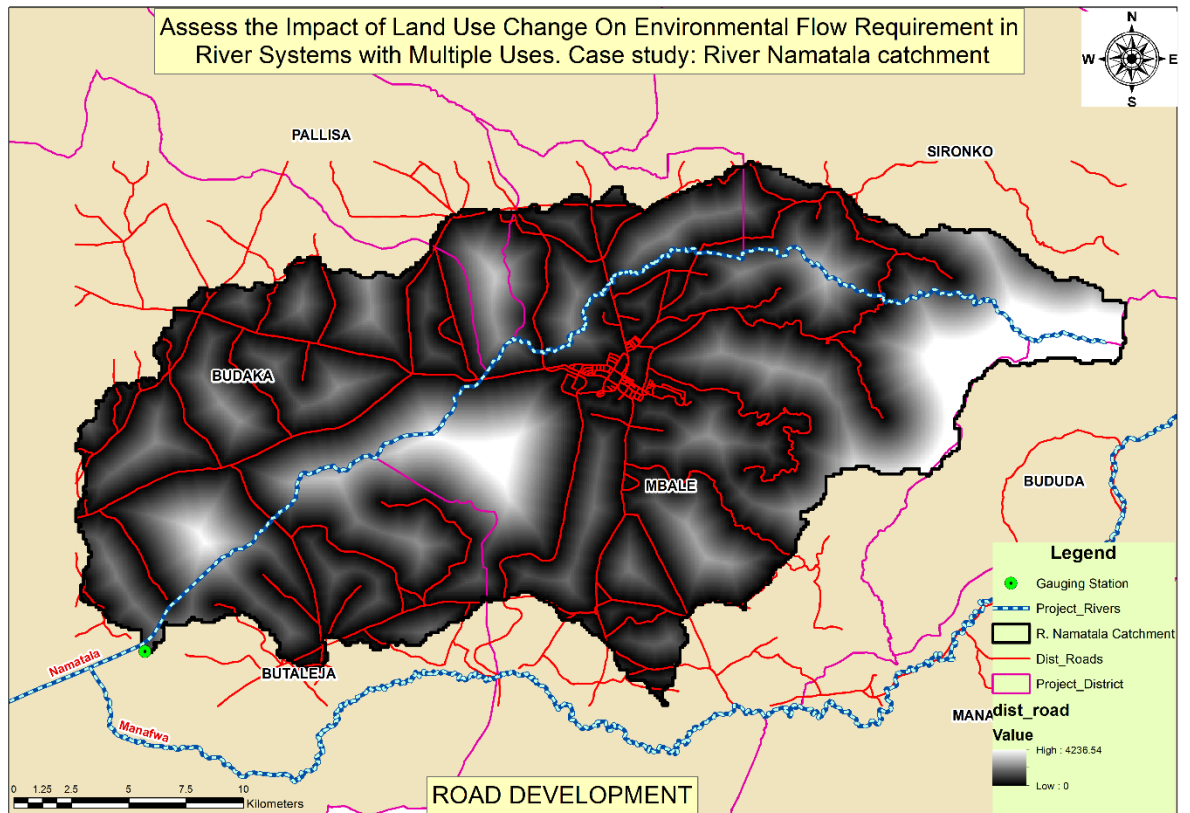 Assess the Impact of Land Use Change On Environmental Flow Requirement in
River Systems with Multiple Uses. Case study: River Namatala catchment
N
W E
S
PALLISA
SIRONKO
BUDAKA
MBALE
BUDUDA
BUTALEJA
Namatala
Manafwa
MANA
Legend
Gauging Station
Project_Rivers
R. Namatala Catchment
Dist_Roads
Project_District
dist_road
Value
High : 4236.54
Low : 0
0 1.25 2.5 5 7.5 10
Kilometers
ROAD DEVELOPMENT